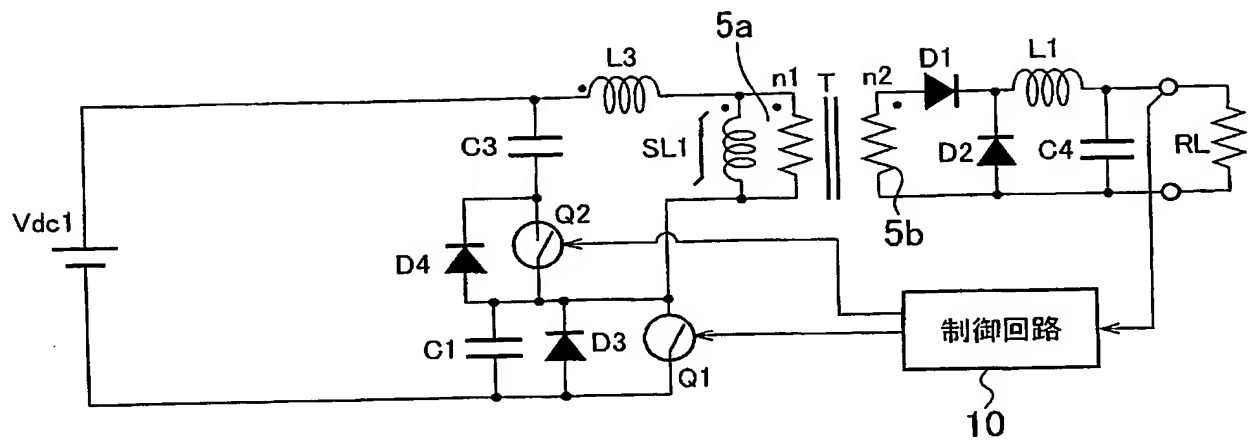 5a
L3
n1 T n2
D1
L1
C3
SL1
D2
C4
RL
Vdc1
Q2
5b
D4
C1
D3
Q1
制御回路
10